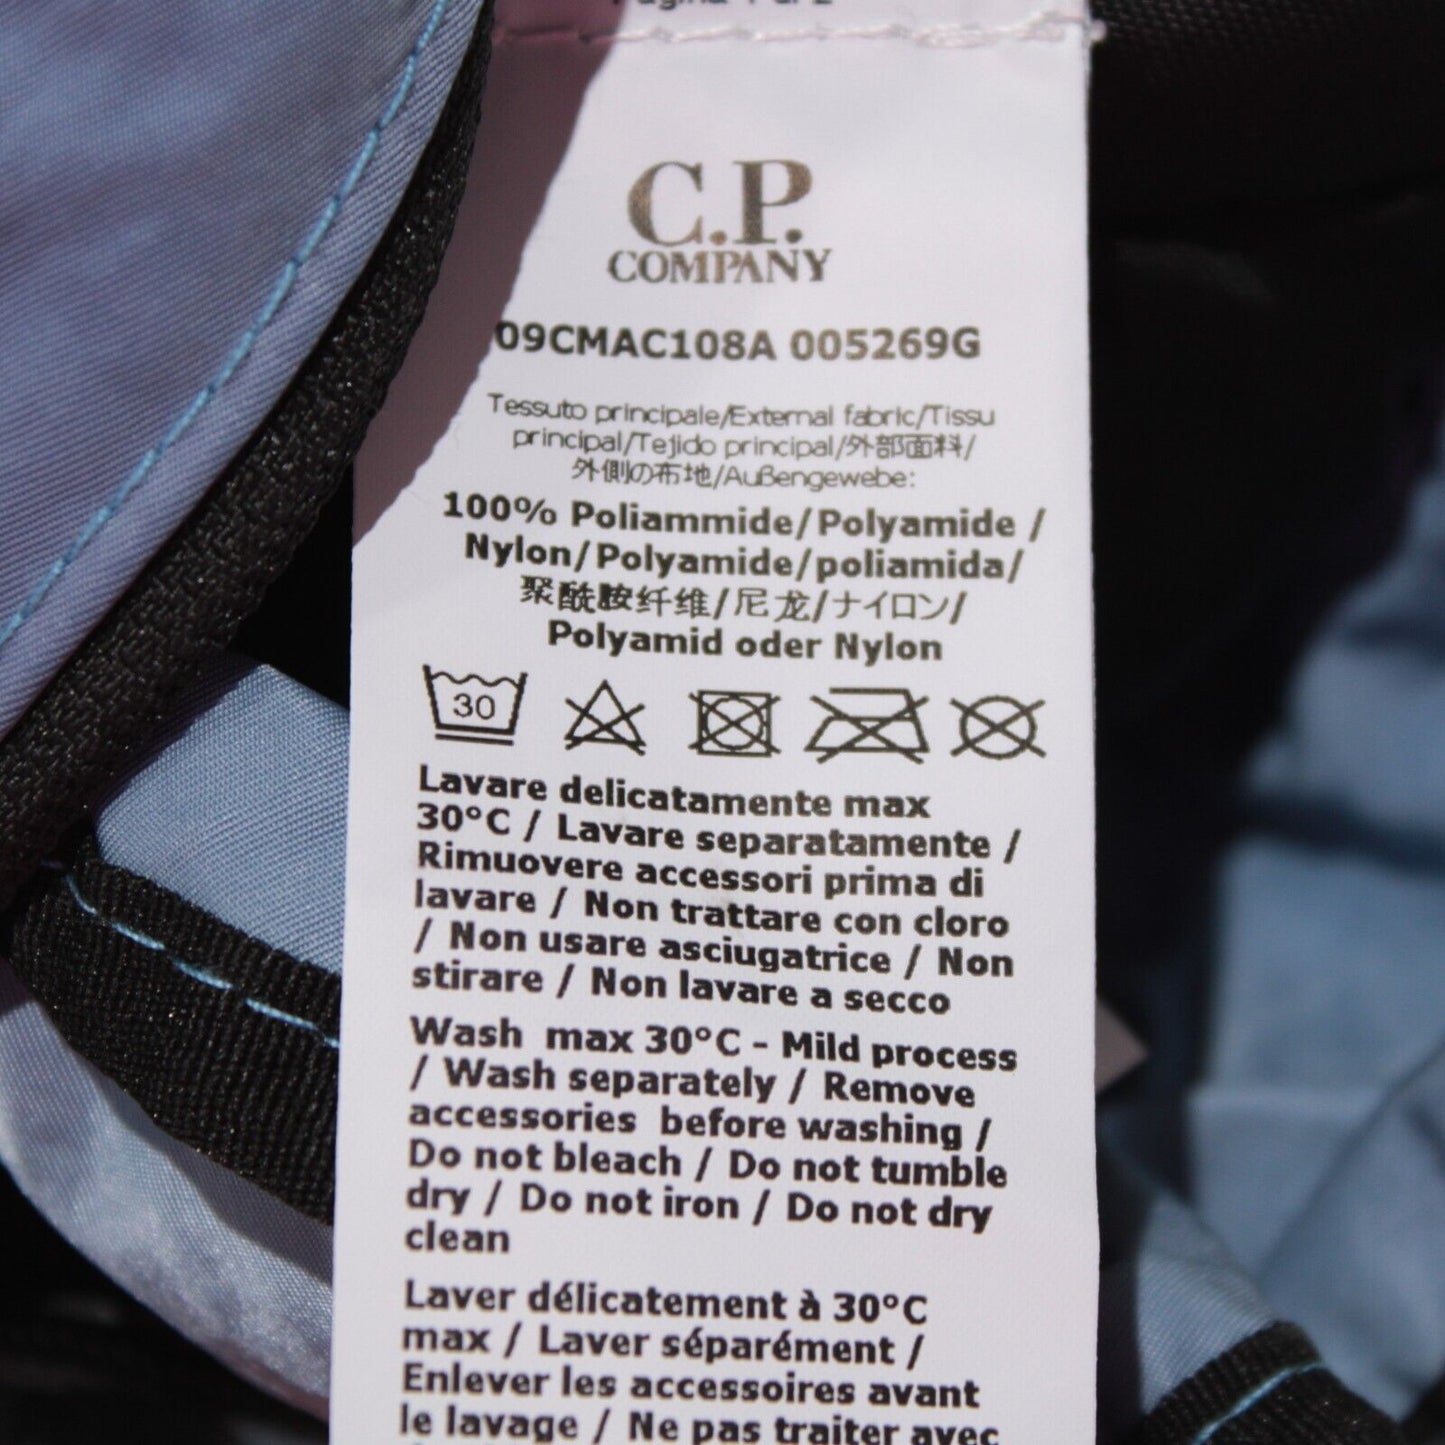 C.P.
COMPANY
09CMAC108A 005269G
Tessuto principale/External fabric/Tissu
principal/Tejido principal/外部面料/
外側の布地/Außengewebe:
100% Poliammide/Polyamide /
Nylon/Polyamide/poliamida/
聚酰胺纤维/尼龙/ナイロン/
Polyamid oder Nylon
30
Lavare delicatamente max
30°C / Lavare separatamente /
Rimuovere accessori prima di
lavare / Non trattare con cloro
/ Non usare asciugatrice / Non
stirare / Non lavare a secco
Wash max 30°C - Mild process
/ Wash separately / Remove
accessories before washing /
Do not bleach / Do not tumble
dry / Do not iron / Do not dry
clean
Laver délicatement à 30°C
max / Laver séparément /
Enlever les accessoires avant
le lavage / Ne pas traiter avec